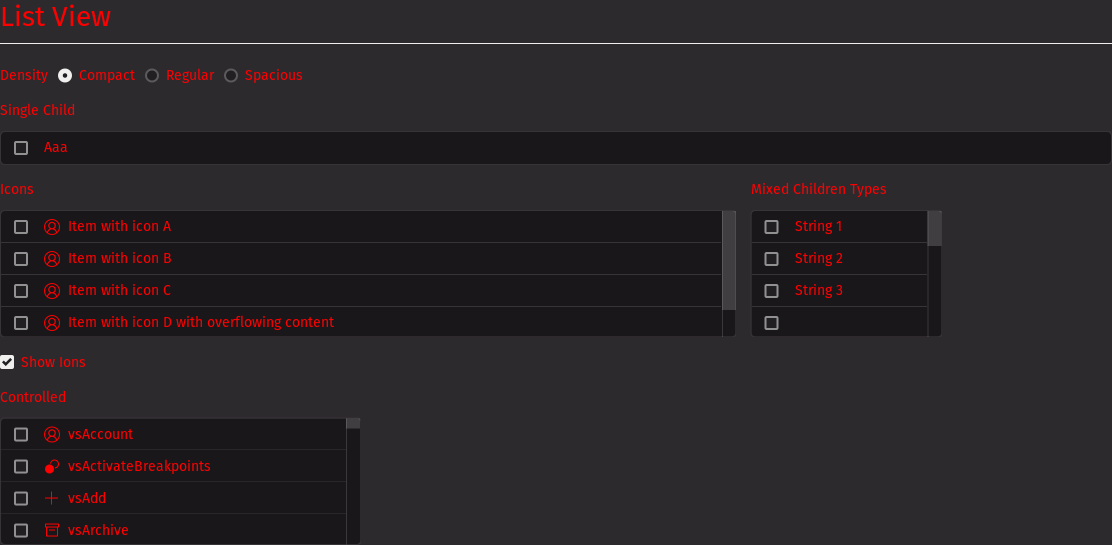 List View
Density Compact Regular Spacious
Single Child
Aaa
Icons
Item with icon A
Item with icon B
Item with icon C
Item with icon D with overflowing content
Mixed Children Types
String 1
String 2
String 3
Show Ions
Controlled
vsAccount
vsActivateBreakpoints
vsAdd
vsArchive